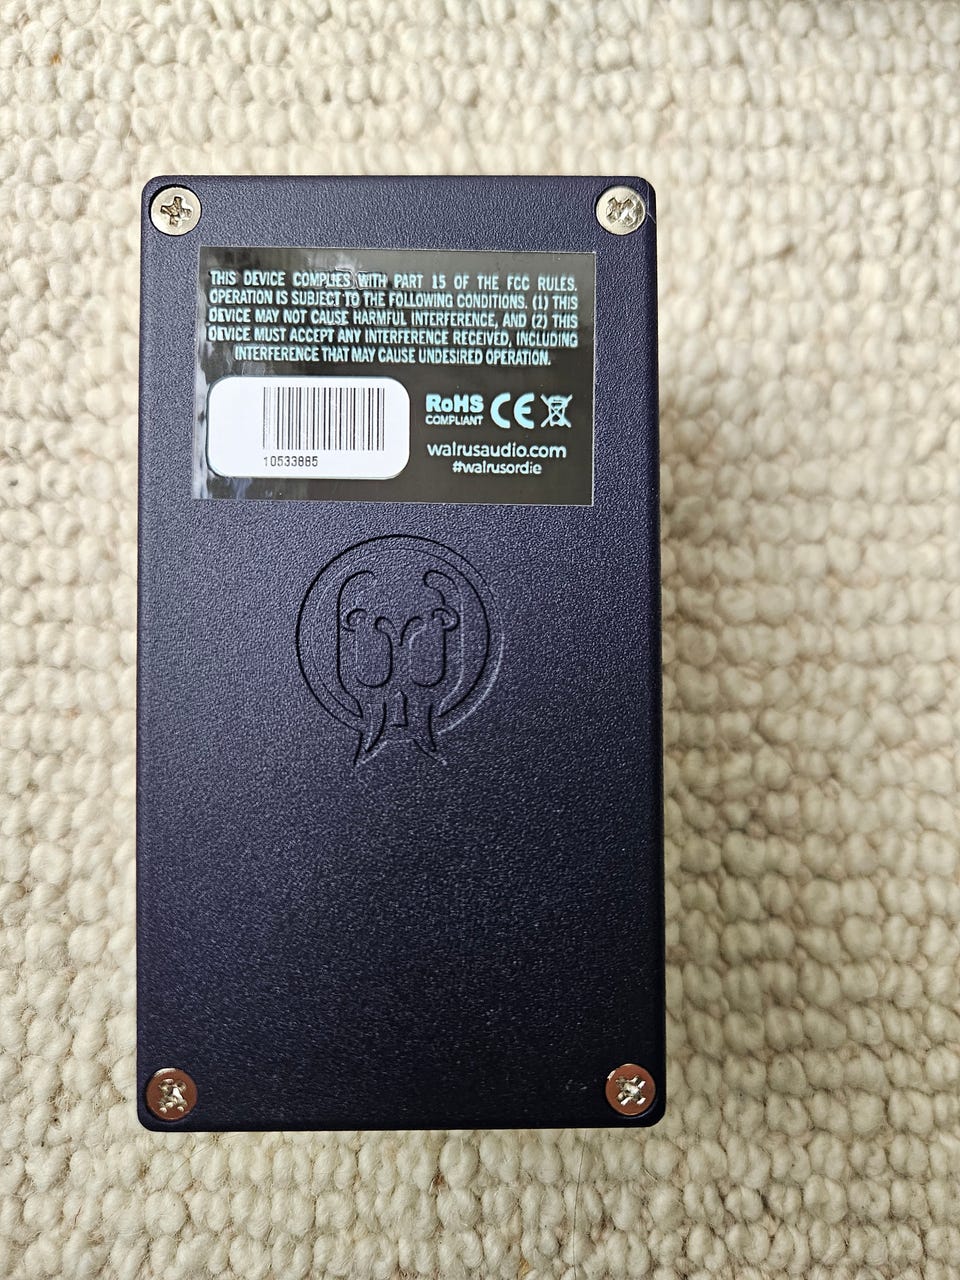 THIS DEVICE COMPLIES WITH PART 15 OF THE FCC RULES.
OPERATION IS SUBJECT TO THE FOLLOWING CONDITIONS. (1) THIS
DEVICE MAY NOT CAUSE HARMFUL INTERFERENCE, AND (2) THIS
DEVICE MUST ACCEPT ANY INTERFERENCE RECEIVED, INCLUDING
INTERFERENCE THAT MAY CAUSE UNDESIRED OPERATION.
RoHS CE
COMPLIANT
10533885
walrusaudio.com
#walrusordie